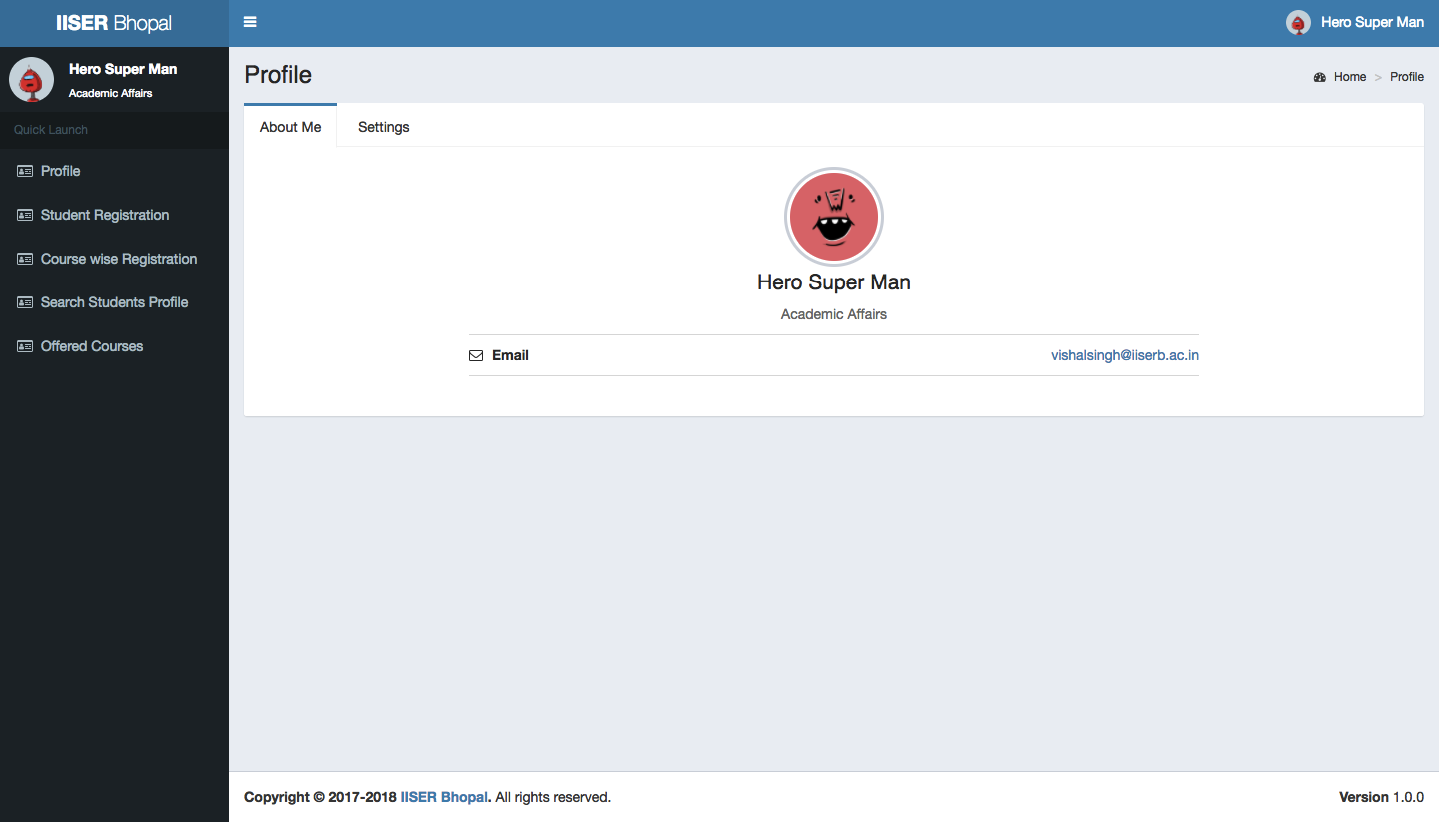 IISER Bhopal
Hero Super Man
Hero Super Man
Academic Affairs
Quick Launch
Profile
Student Registration
Course wise Registration
Search Students Profile
Offered Courses
Profile
Home > Profile
About Me
Settings
Hero Super Man
Academic Affairs
Email
vishalsingh@iiserb.ac.in
Copyright © 2017-2018 IISER Bhopal. All rights reserved.
Version 1.0.0